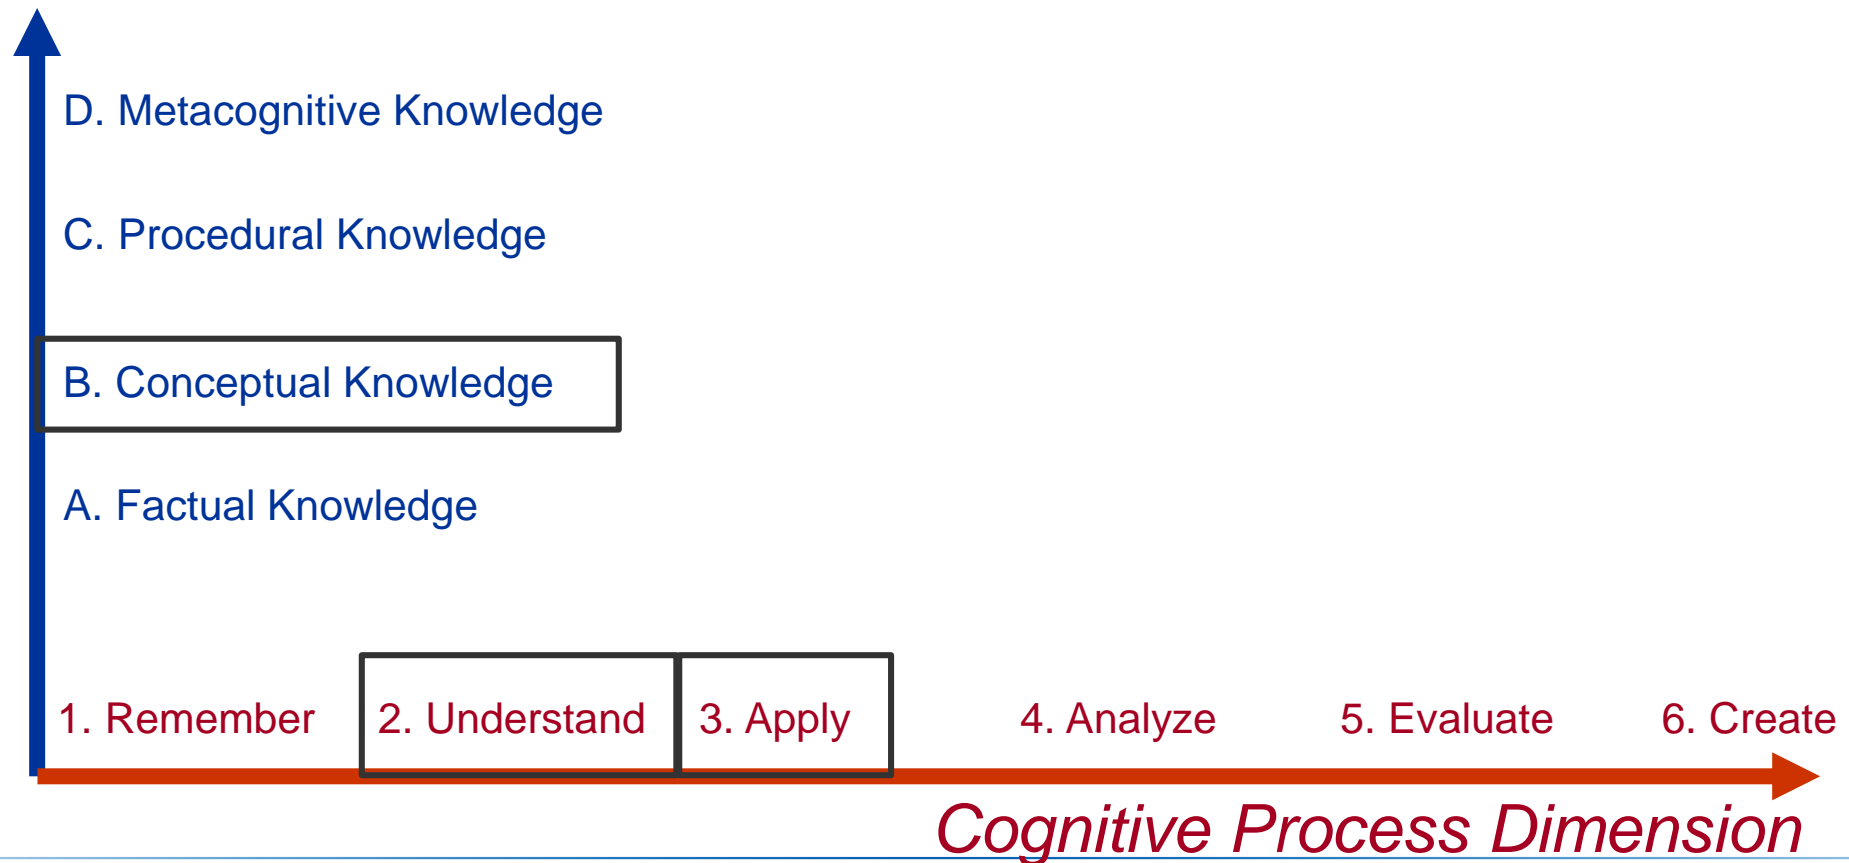 D. Metacognitive Knowledge
C. Procedural Knowledge
B. Conceptual Knowledge
A. Factual Knowledge
1. Remember 2. Understand 3. Apply 4. Analyze 5. Evaluate 6. Create
Cognitive Process Dimension